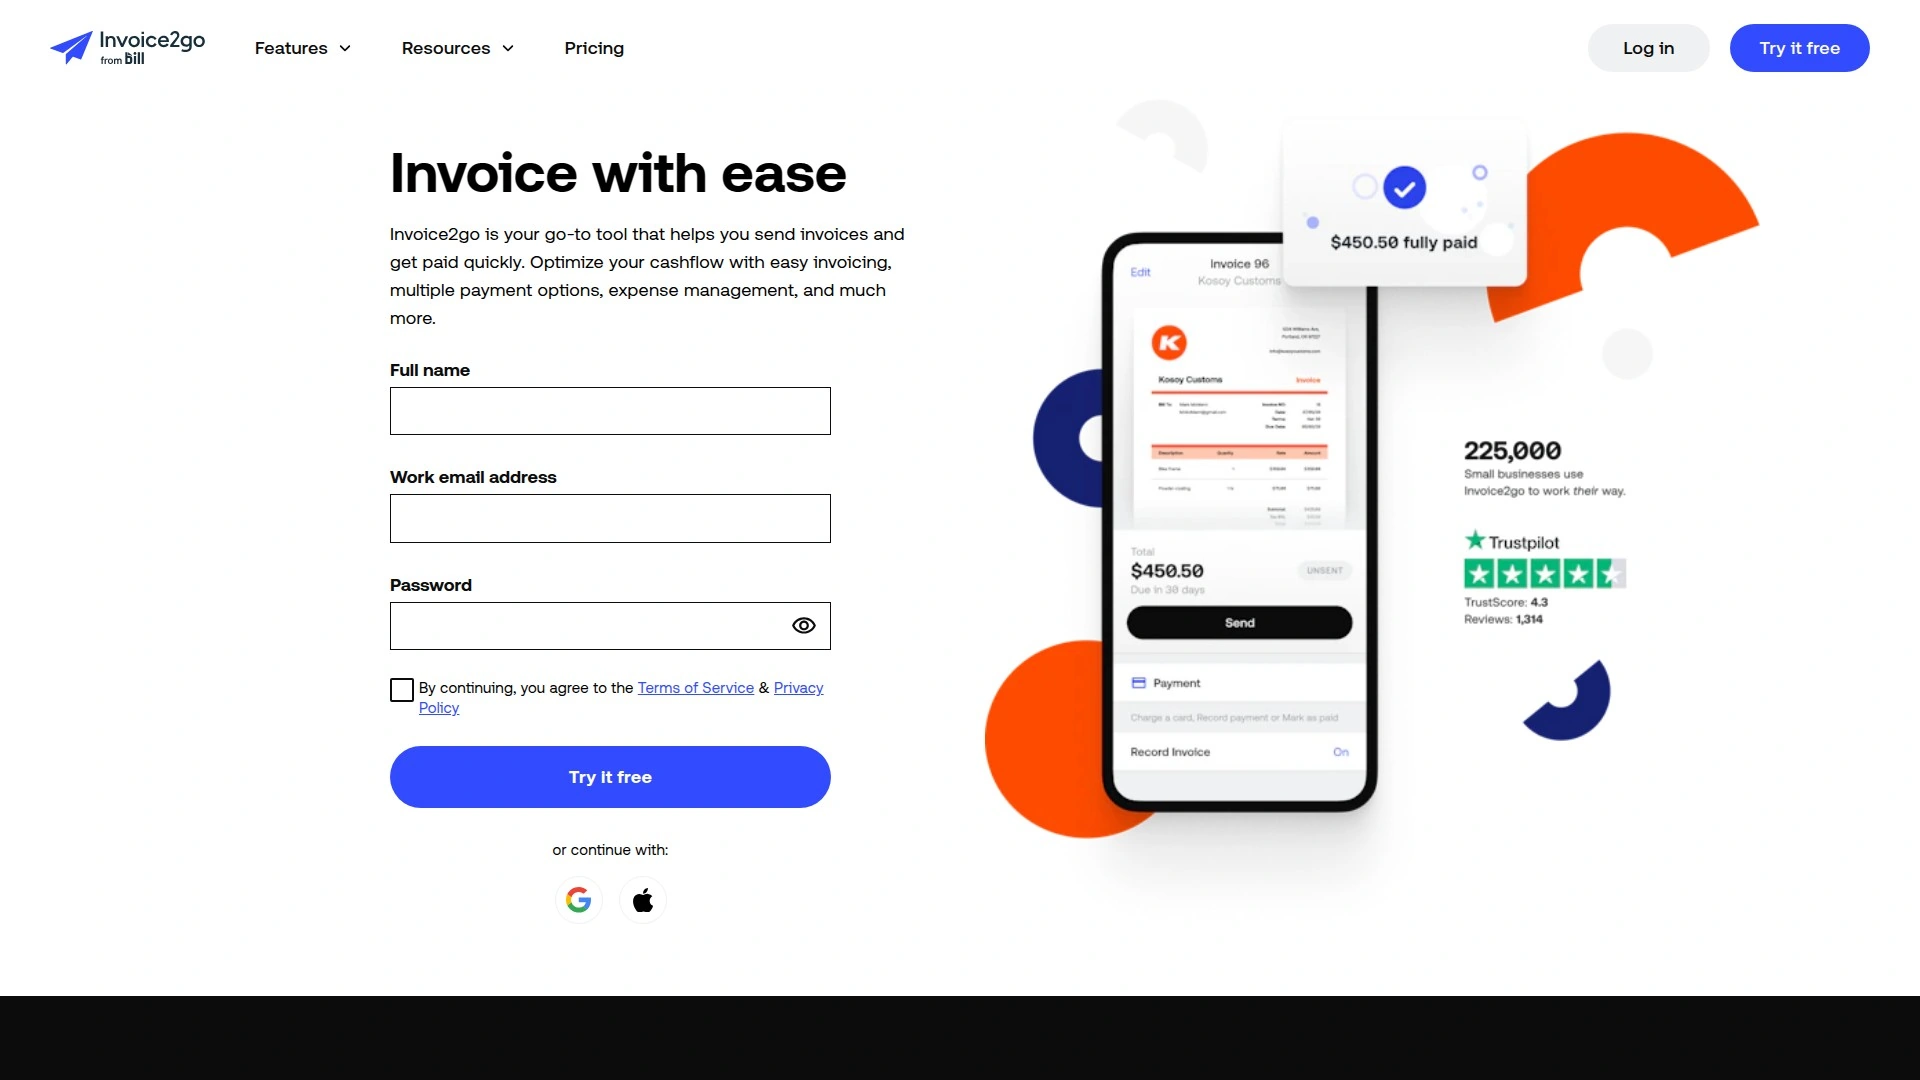 Invoice2go
from Bill
Features
Resources
Pricing
Log in
Try it free
Invoice with ease
Invoice2go is your go-to tool that helps you send invoices and
get paid quickly. Optimize your cashflow with easy invoicing,
multiple payment options, expense management, and much
more.
Full name
Work email address
Password
By continuing, you agree to the Terms of Service & Privacy
Policy
Try it free
or continue with:
$450.50 fully paid
Edit
Invoice 96
Kosoy Customs
K
Kosoy Customs
Invoice
Bill To
Description Quantity Rate Amount
Total
$450.50
UNSENT
Due in 30 days
Send
Payment
Charge a card, Record payment or Mark as paid
Record Invoice
On
225,000
Small businesses use
Invoice2go to work their way.
Trustpilot
TrustScore: 4.3
Reviews: 1,314